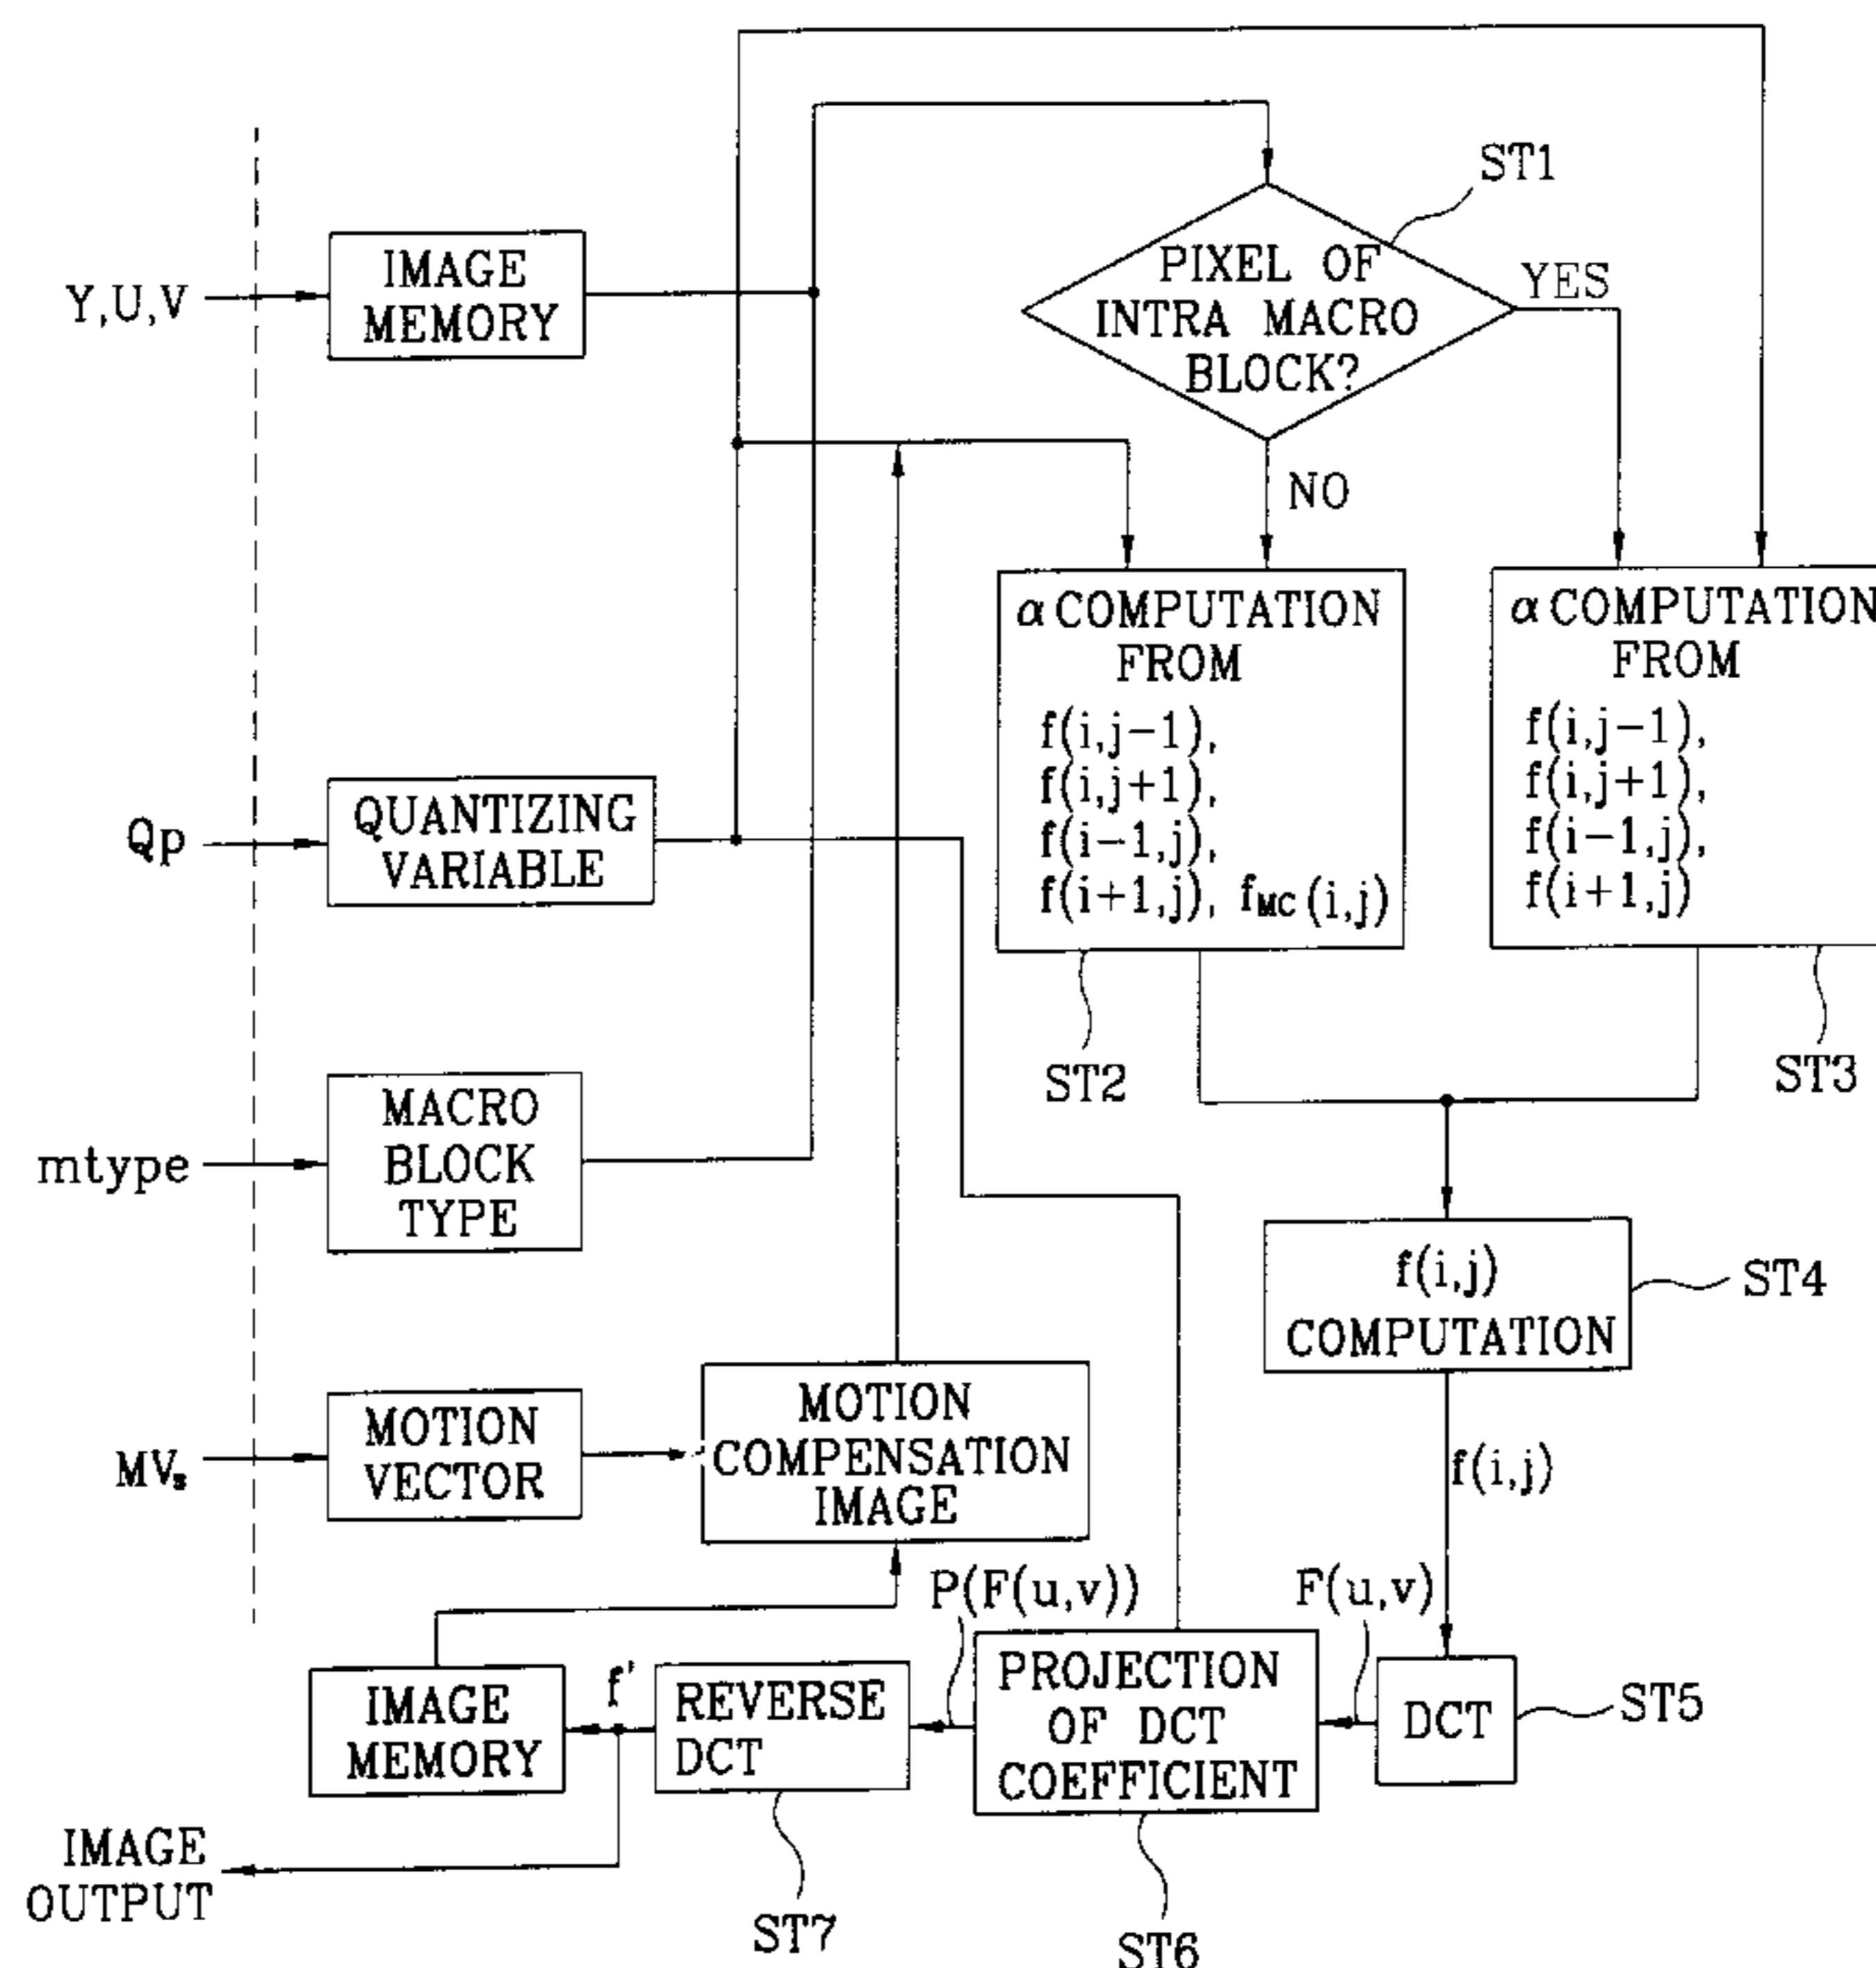 ST1
PIXEL OF
INTRA MACRO
BLOCK?
YES
NO
Y,U,V
IMAGE
MEMORY
α COMPUTATION
FROM
f(i,j-1),
f(i,j+1),
f(i-1,j),
f(i+1,j), fMC(i,j)
ST2
α COMPUTATION
FROM
f(i,j-1),
f(i,j+1),
f(i-1,j),
f(i+1,j)
ST3
Qp
QUANTIZING
VARIABLE
mtype
MACRO
BLOCK
TYPE
f(i,j)
COMPUTATION
ST4
MVs
MOTION
VECTOR
MOTION
COMPENSATION
IMAGE
f(i,j)
P(F(u,v))
F(u,v)
IMAGE
MEMORY
f'
REVERSE
DCT
PROJECTION
OF DCT
COEFFICIENT
DCT
ST5
IMAGE
OUTPUT
ST7
ST6